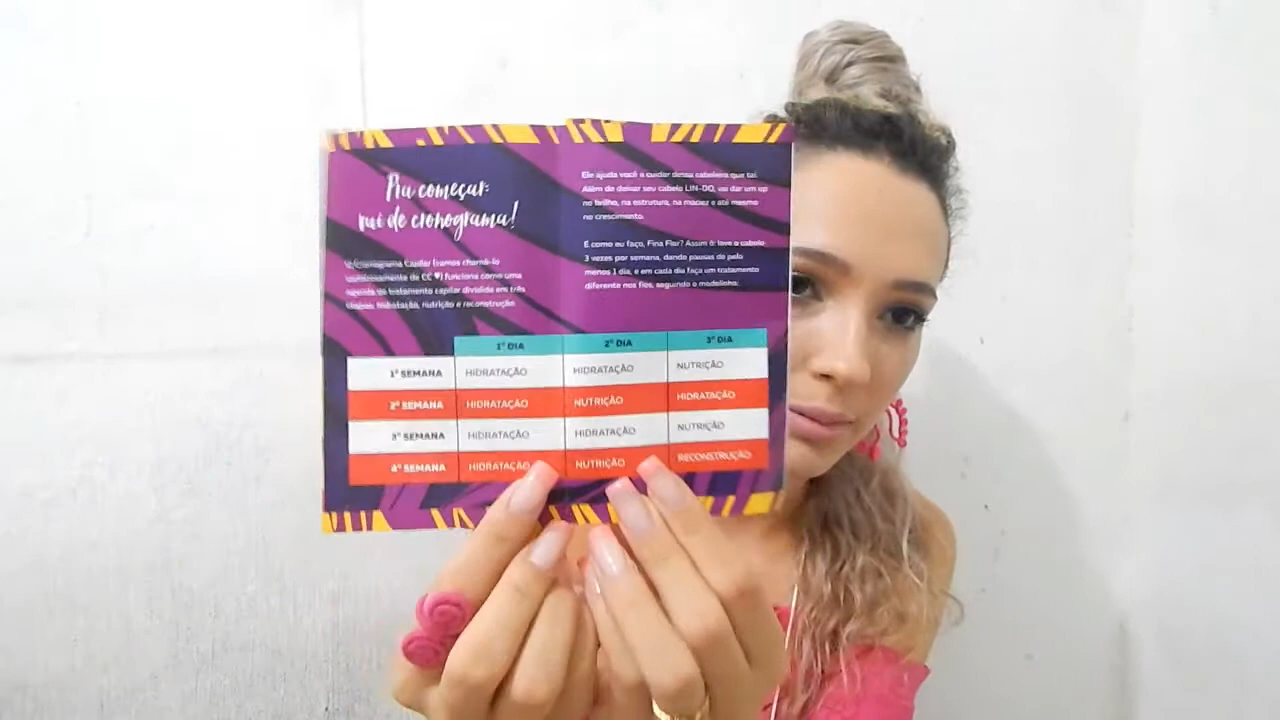 Pra começar:
vai de cronograma!
O Cronograma Capilar (vamos chamá-lo
de CC ♥) funciona como uma
agenda de tratamento capilar dividida em três
etapas: hidratação, nutrição e reconstrução.
Ele ajuda você a cuidar dessa cabeleira que tal.
Além de deixar seu cabelo LIN-DO, vai dar um up
no brilho, na estrutura, na maciez e até mesmo
no crescimento.
E como eu faço, Fina Flor? Assim ó: lave o cabelo
3 vezes por semana, dando pausas de pelo
menos 1 dia, e em cada dia faça um tratamento
diferente nos fios, seguindo o modelinho:
1º DIA 2º DIA 3º DIA
1ª SEMANA HIDRATAÇÃO HIDRATAÇÃO NUTRIÇÃO
2ª SEMANA HIDRATAÇÃO NUTRIÇÃO HIDRATAÇÃO
3ª SEMANA HIDRATAÇÃO HIDRATAÇÃO NUTRIÇÃO
4ª SEMANA HIDRATAÇÃO NUTRIÇÃO RECONSTRUÇÃO